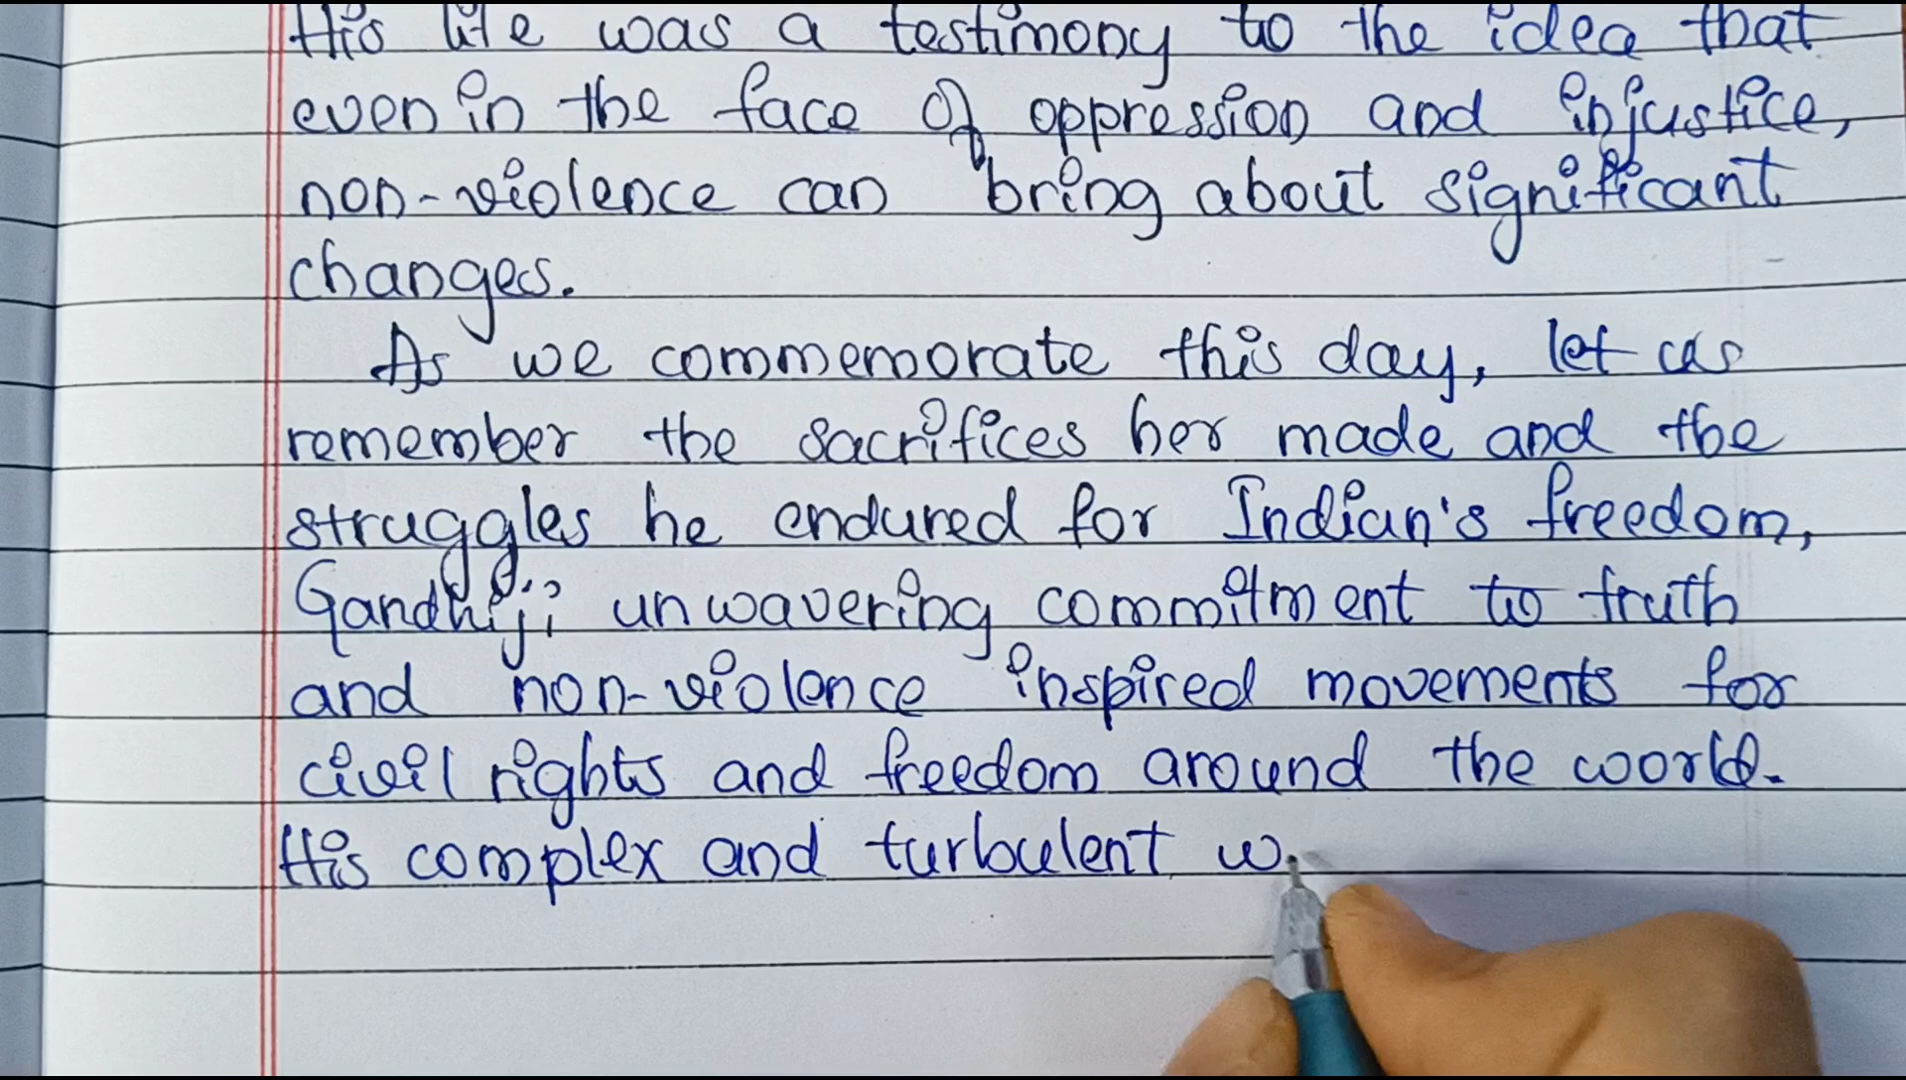 His life was a testimony to the idea that
even in the face of oppression and injustice,
non-violence can bring about significant
changes.
As we commemorate this day, let us
remember the sacrifices her made and the
struggles he endured for Indian's freedom,
Gandhiji unwavering commitment to truth
and non-violence inspired movements for
civil rights and freedom around the world.
His complex and turbulent w